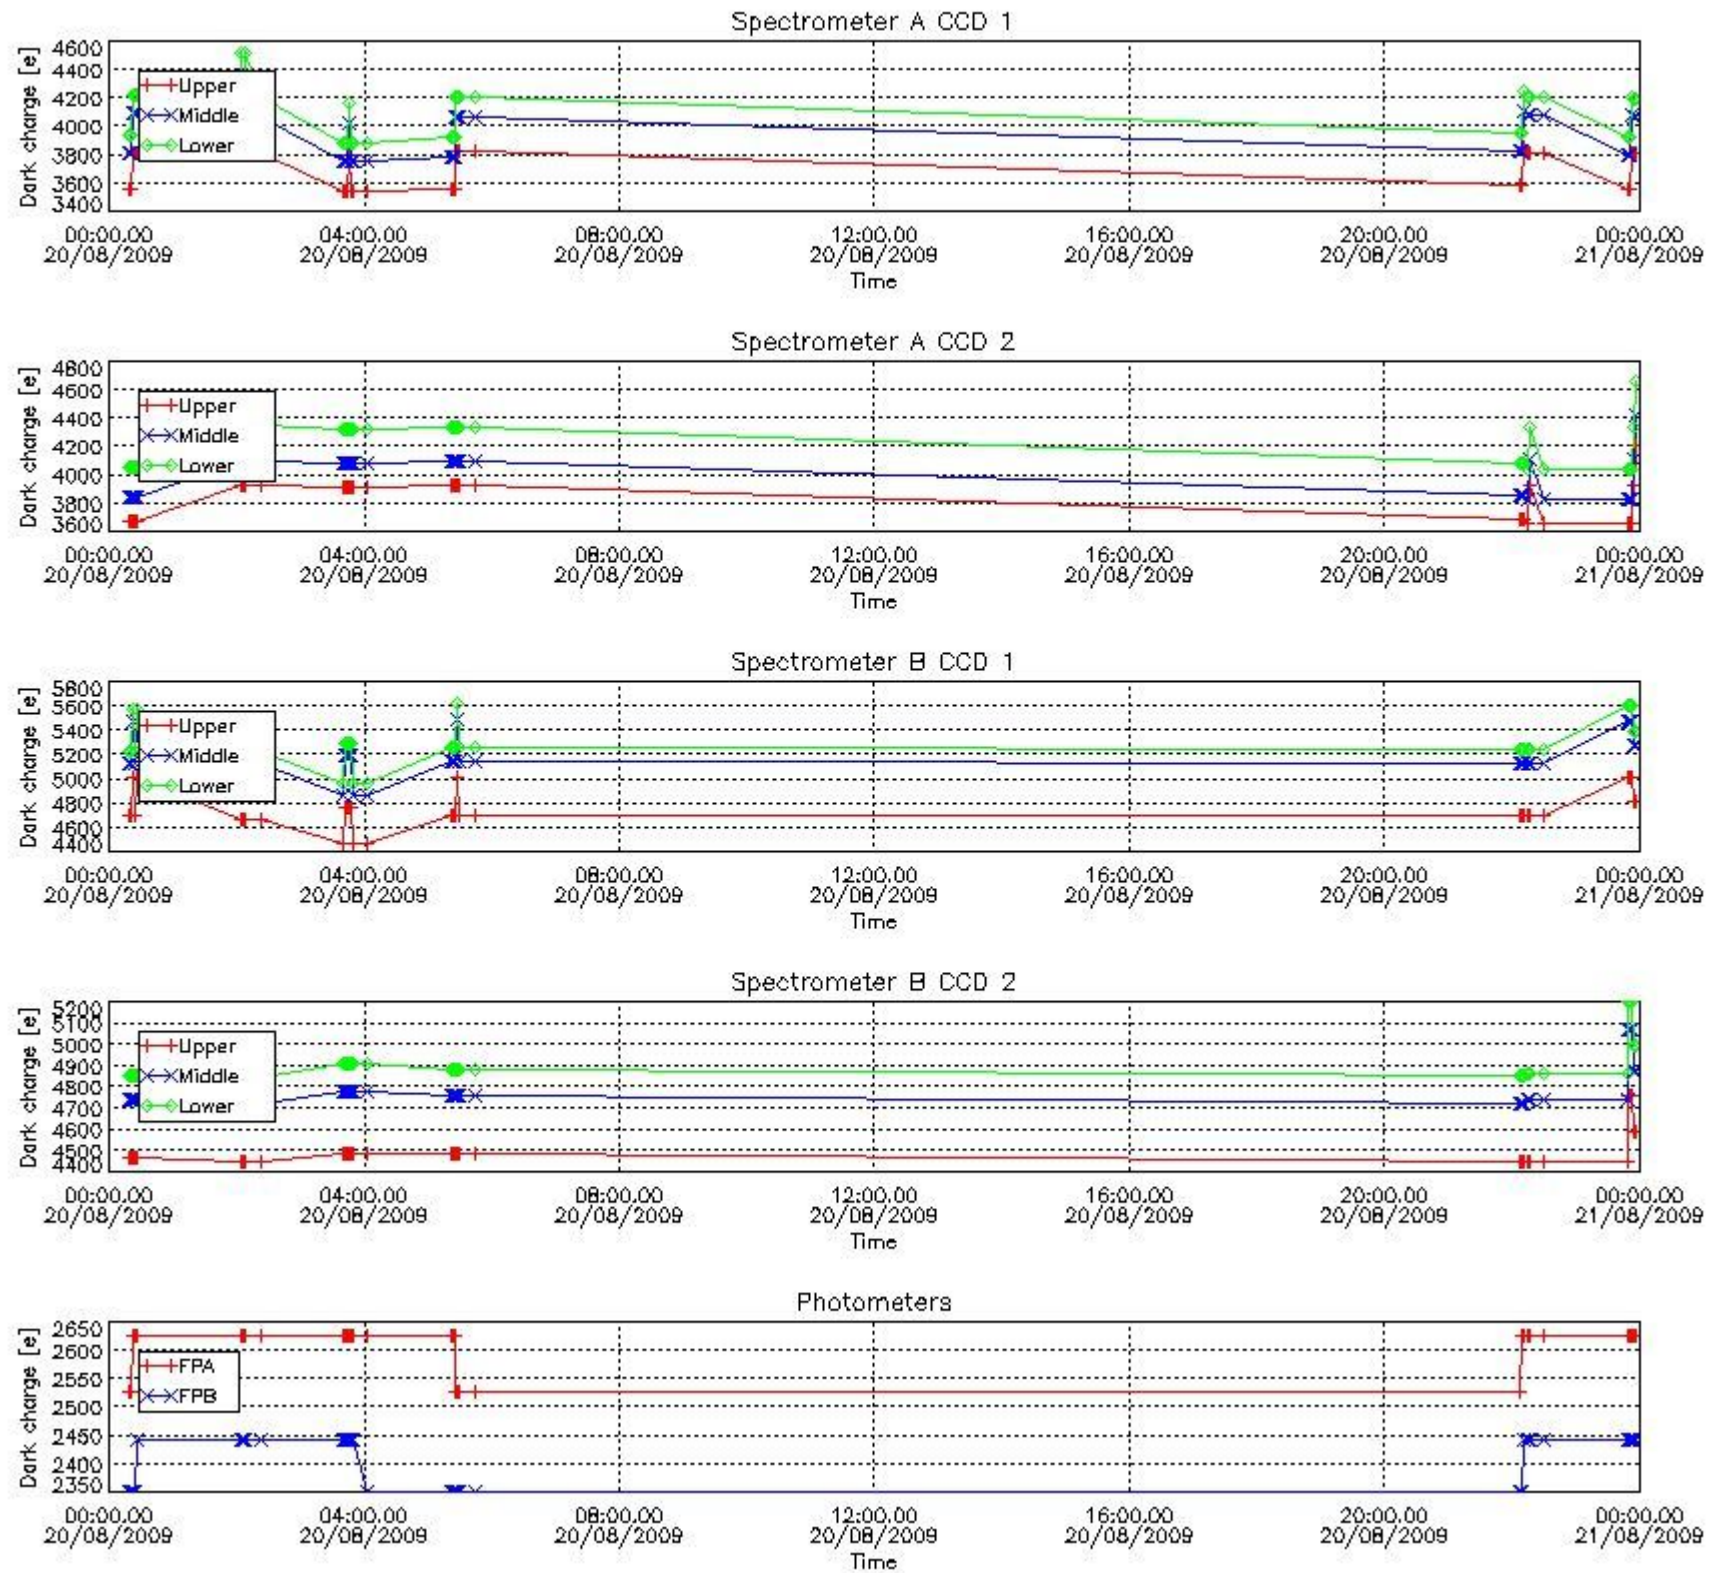 Spectrometer A CCD 1
Dark charge [e]
4600
4400
4200
4000
3800
3600
3400
Upper
Middle
Lower
00:00.00 04:00.00 08:00.00 12:00.00 16:00.00 20:00.00 00:00.00
20/08/2009 20/08/2009 20/08/2009 20/08/2009 20/08/2009 20/08/2009 21/08/2009
Time
Spectrometer A CCD 2
Dark charge [e]
4800
4600
4400
4200
4000
3800
3600
Upper
Middle
Lower
00:00.00 04:00.00 08:00.00 12:00.00 16:00.00 20:00.00 00:00.00
20/08/2009 20/08/2009 20/08/2009 20/08/2009 20/08/2009 20/08/2009 21/08/2009
Time
Spectrometer B CCD 1
Dark charge [e]
5800
5600
5400
5200
5000
4800
4600
4400
Upper
Middle
Lower
00:00.00 04:00.00 08:00.00 12:00.00 16:00.00 20:00.00 00:00.00
20/08/2009 20/08/2009 20/08/2009 20/08/2009 20/08/2009 20/08/2009 21/08/2009
Time
Spectrometer B CCD 2
Dark charge [e]
5200
5100
5000
4900
4800
4700
4600
4500
4400
Upper
Middle
Lower
00:00.00 04:00.00 08:00.00 12:00.00 16:00.00 20:00.00 00:00.00
20/08/2009 20/08/2009 20/08/2009 20/08/2009 20/08/2009 20/08/2009 21/08/2009
Time
Photometers
Dark charge [e]
2650
2600
2550
2500
2450
2400
2350
FPA
FPB
00:00.00 04:00.00 08:00.00 12:00.00 16:00.00 20:00.00 00:00.00
20/08/2009 20/08/2009 20/08/2009 20/08/2009 20/08/2009 20/08/2009 21/08/2009
Time